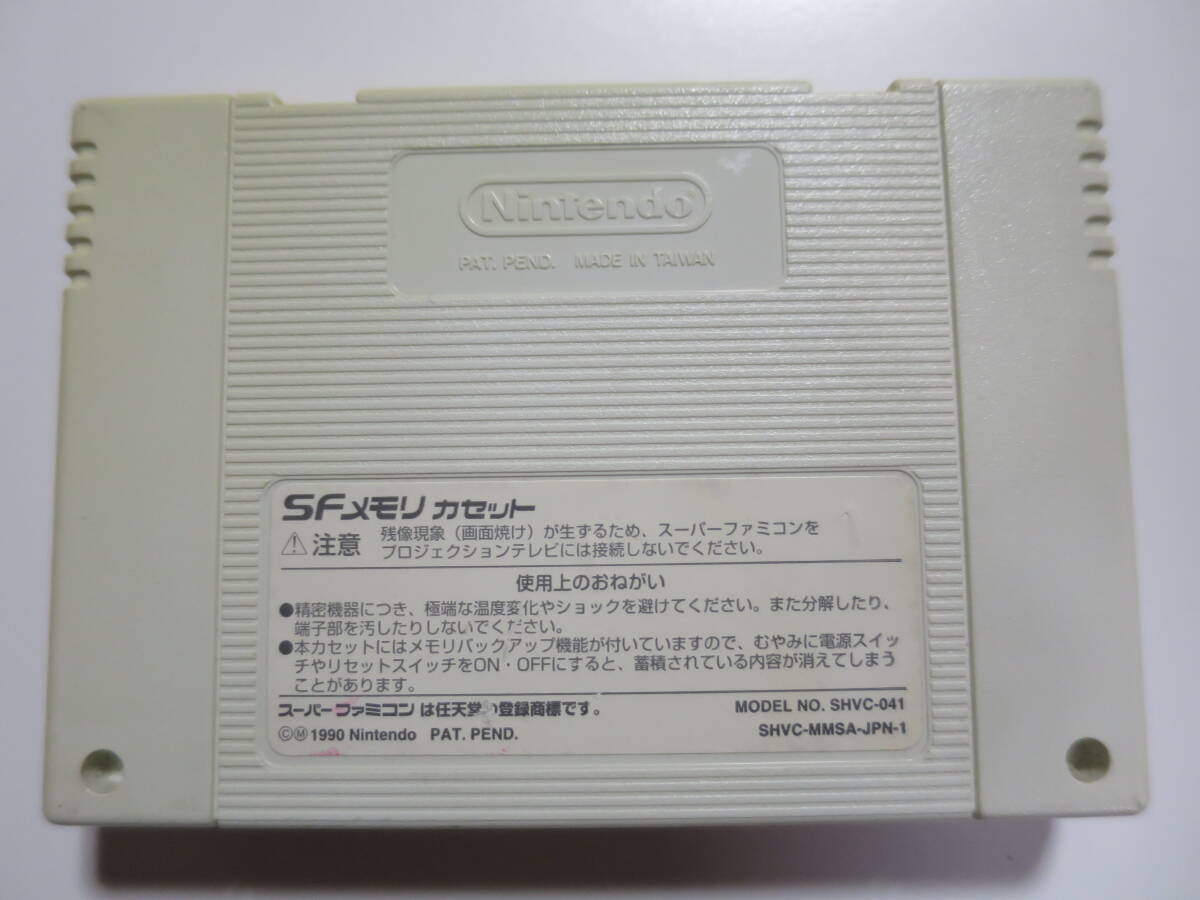 Nintendo
PAT. PEND. MADE IN TAIWAN
SFメモリ カセット
注意 残像現象（画面焼け）が生ずるため、スーパーファミコンを
プロジェクションテレビには接続しないでください。
使用上のおねがい
●精密機器につき、極端な温度変化やショックを避けてください。また分解したり、
端子部を汚したりしないでください。
●本カセットにはメモリバックアップ機能が付いていますので、むやみに電源スイッ
チやリセットスイッチをON・OFFにすると、蓄積されている内容が消えてしまう
ことがあります。
スーパーファミコンは任天堂の登録商標です。
MODEL NO. SHVC-041
ⒸⓂ1990 Nintendo PAT. PEND.
SHVC-MMSA-JPN-1